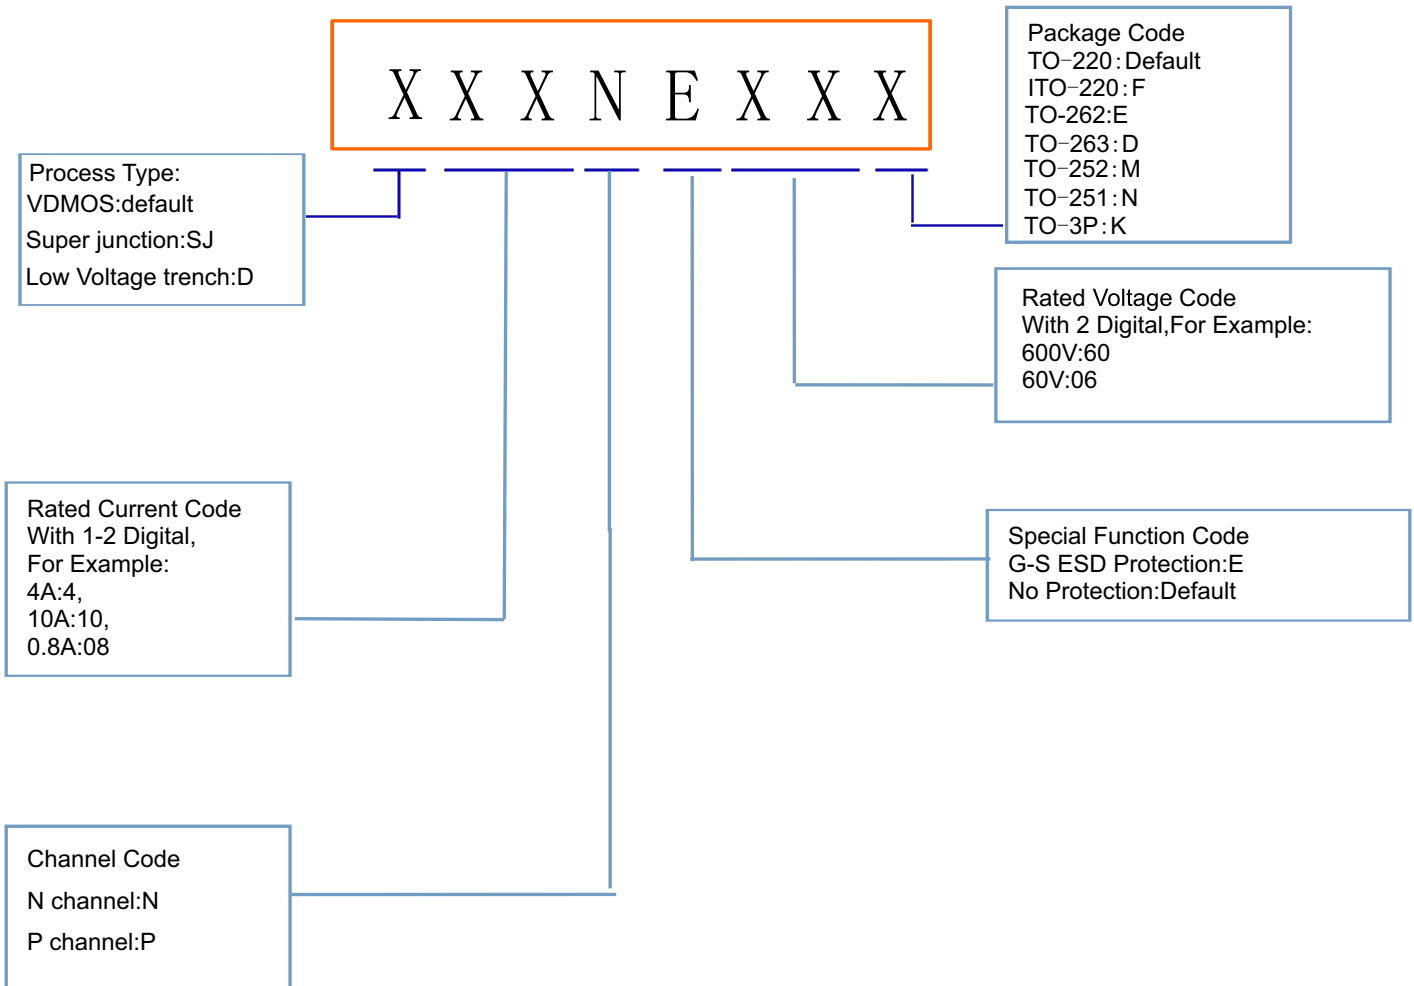 X X X N E X X X
Package Code
TO-220:Default
ITO-220:F
TO-262:E
TO-263:D
TO-252:M
TO-251:N
TO-3P:K
Process Type:
VDMOS:default
Super junction:SJ
Low Voltage trench:D
Rated Voltage Code
With 2 Digital,For Example:
600V:60
60V:06
Rated Current Code
With 1-2 Digital,
For Example:
4A:4,
10A:10,
0.8A:08
Special Function Code
G-S ESD Protection:E
No Protection:Default
Channel Code
N channel:N
P channel:P